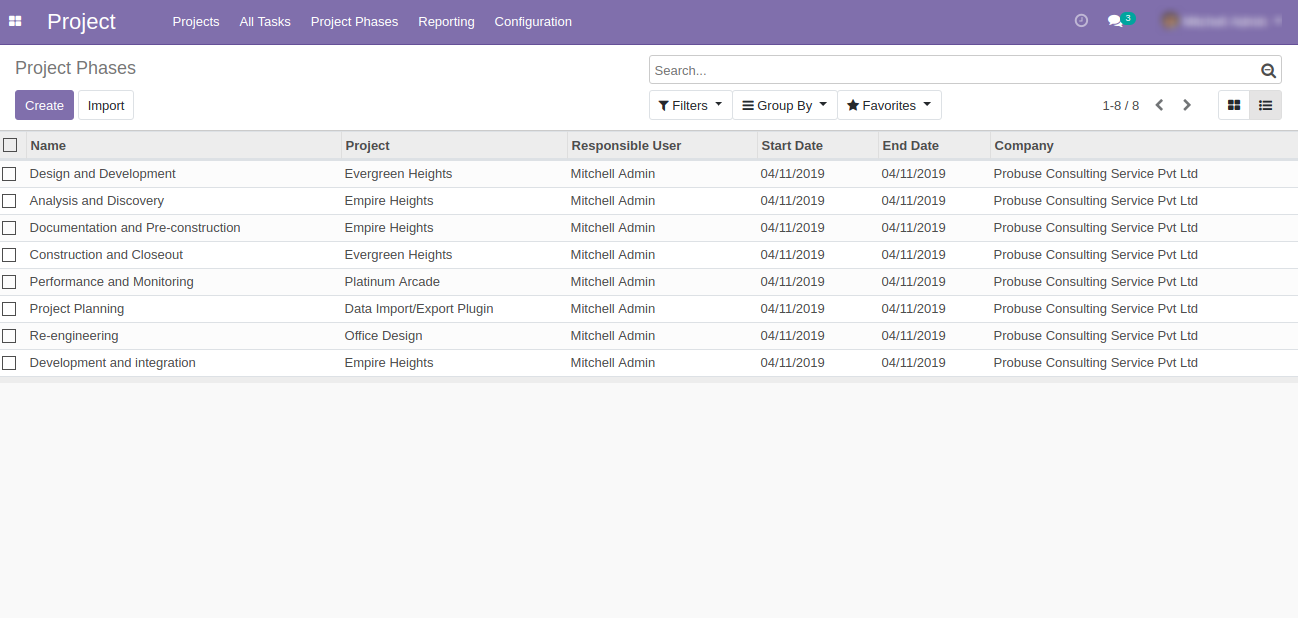 Project Projects All Tasks Project Phases Reporting Configuration 3
Project Phases Search...
Create Import Filters Group By Favorites 1-8 / 8
Name Project Responsible User Start Date End Date Company
Design and Development Evergreen Heights Mitchell Admin 04/11/2019 04/11/2019 Probuse Consulting Service Pvt Ltd
Analysis and Discovery Empire Heights Mitchell Admin 04/11/2019 04/11/2019 Probuse Consulting Service Pvt Ltd
Documentation and Pre-construction Empire Heights Mitchell Admin 04/11/2019 04/11/2019 Probuse Consulting Service Pvt Ltd
Construction and Closeout Evergreen Heights Mitchell Admin 04/11/2019 04/11/2019 Probuse Consulting Service Pvt Ltd
Performance and Monitoring Platinum Arcade Mitchell Admin 04/11/2019 04/11/2019 Probuse Consulting Service Pvt Ltd
Project Planning Data Import/Export Plugin Mitchell Admin 04/11/2019 04/11/2019 Probuse Consulting Service Pvt Ltd
Re-engineering Office Design Mitchell Admin 04/11/2019 04/11/2019 Probuse Consulting Service Pvt Ltd
Development and integration Empire Heights Mitchell Admin 04/11/2019 04/11/2019 Probuse Consulting Service Pvt Ltd